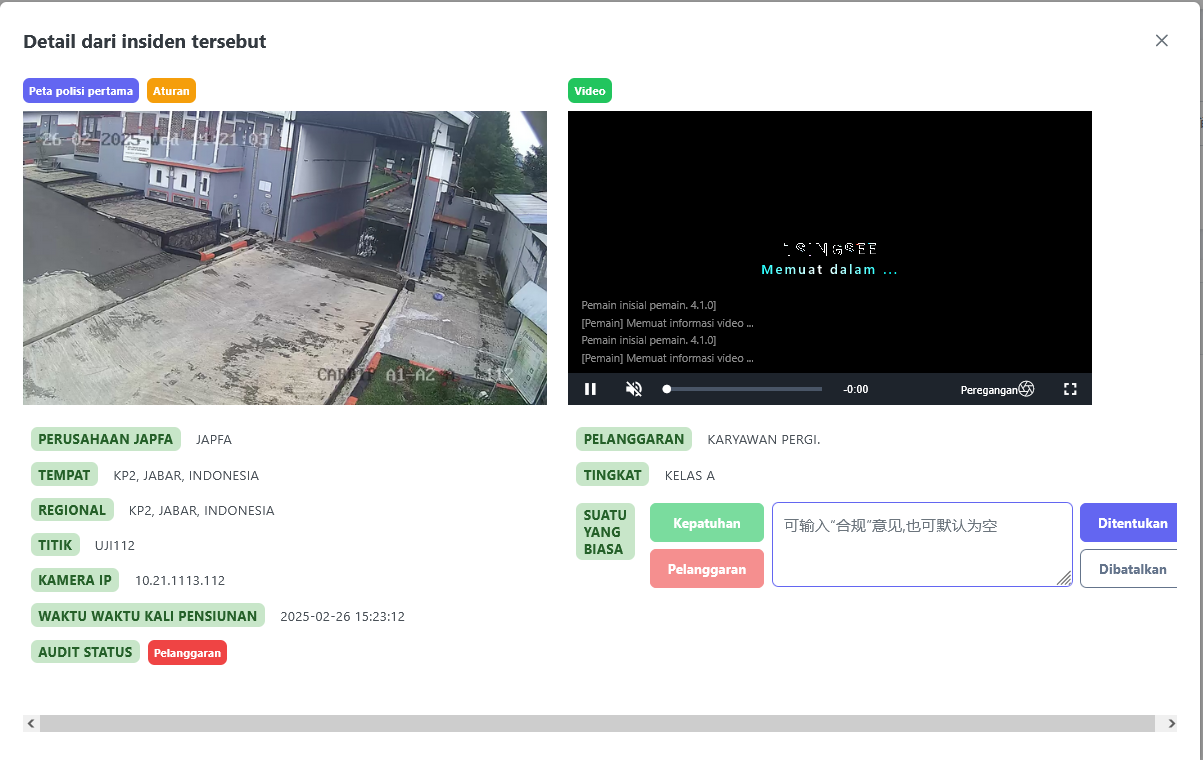 Detail dari insiden tersebut
Peta polisi pertama
Aturan
26-02-2025 Wed 14:21:03
A1-A2
112
PERUSAHAAN JAPFA JAPFA
TEMPAT KP2, JABAR, INDONESIA
REGIONAL KP2, JABAR, INDONESIA
TITIK UJI112
KAMERA IP 10.21.1113.112
WAKTU WAKTU KALI PENSIUNAN 2025-02-26 15:23:12
AUDIT STATUS Pelanggaran
Video
Memuat dalam ...
Pemain inisial pemain. 4.1.0]
[Pemain] Memuat informasi video ...
Pemain inisial pemain. 4.1.0]
[Pemain] Memuat informasi video ...
-0:00
Peregangan
PELANGGARAN KARYAWAN PERGI.
TINGKAT KELAS A
SUATU
YANG
BIASA
Kepatuhan
Pelanggaran
可输入“合规”意见,也可默认为空
Ditentukan
Dibatalkan